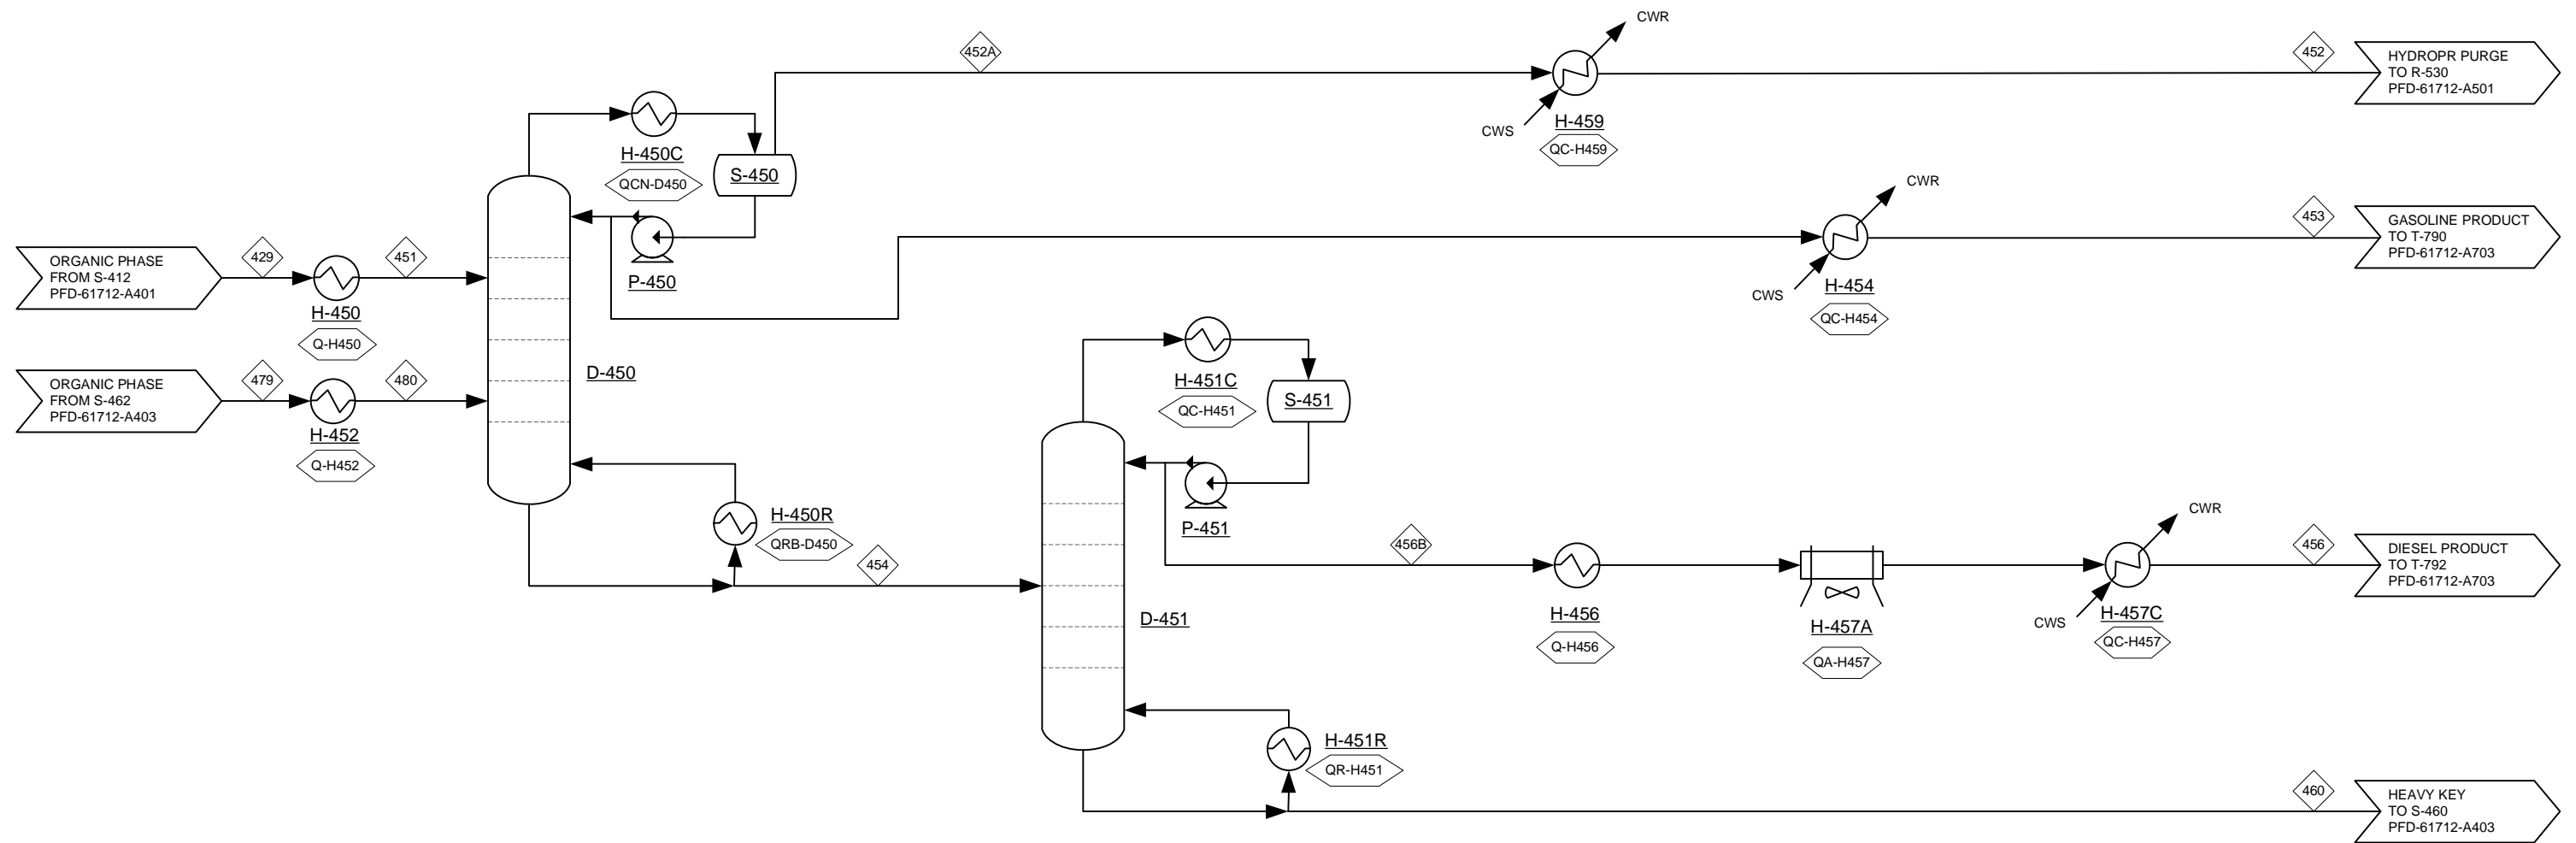 CWR
452A
452
HYDROPR PURGE
TO R-530
PFD-61712-A501
H-459
CWS
QC-H459
H-450C
QCN-D450
S-450
CWR
453
GASOLINE PRODUCT
TO T-790
PFD-61712-A703
CWS
H-454
QC-H454
P-450
ORGANIC PHASE
FROM S-412
PFD-61712-A401
429
451
H-450
Q-H450
ORGANIC PHASE
FROM S-462
PFD-61712-A403
479
480
H-452
Q-H452
D-450
H-451C
QC-H451
S-451
P-451
H-450R
QRB-D450
454
456B
CWR
456
DIESEL PRODUCT
TO T-792
PFD-61712-A703
D-451
H-456
Q-H456
H-457A
QA-H457
CWS
H-457C
QC-H457
H-451R
QR-H451
460
HEAVY KEY
TO S-460
PFD-61712-A403